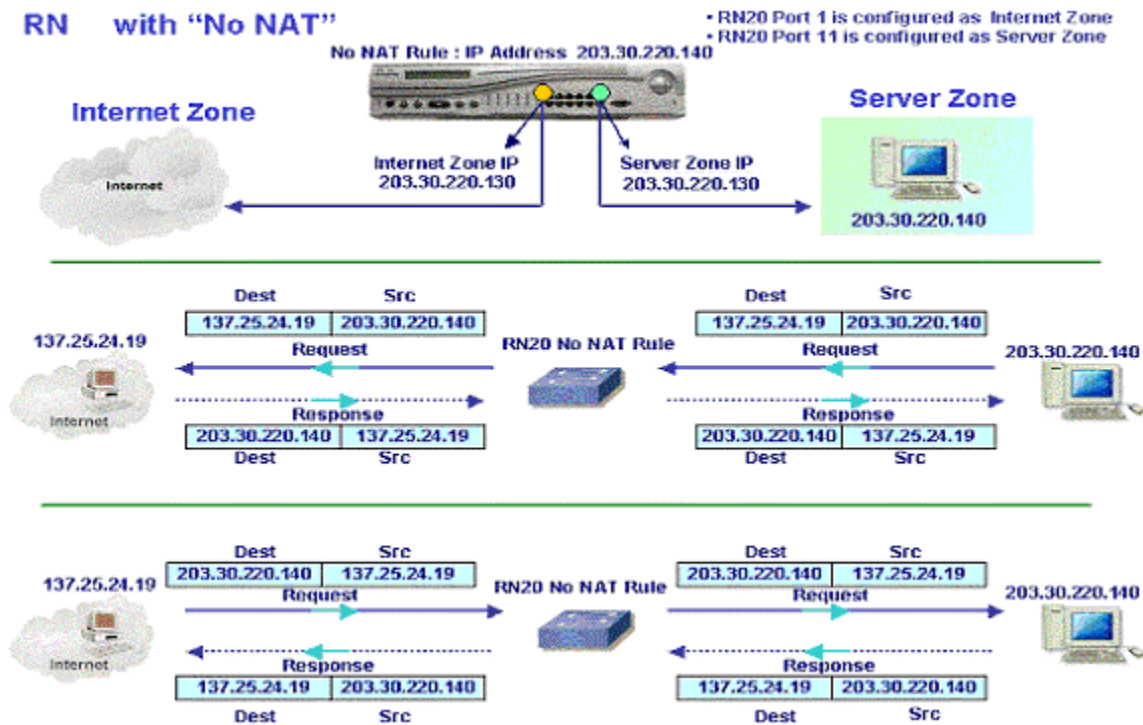 RN with “No NAT”
• RN20 Port 1 is configured as Internet Zone
• RN20 Port 11 is configured as Server Zone
No NAT Rule : IP Address 203.30.220.140
Internet Zone
Server Zone
Internet
Internet Zone IP
203.30.220.130
Server Zone IP
203.30.220.130
203.30.220.140
Dest Src
Dest Src
137.25.24.19 203.30.220.140
137.25.24.19 203.30.220.140
137.25.24.19
Request
RN20 No NAT Rule
Request
203.30.220.140
Internet
Response
Response
203.30.220.140 137.25.24.19
203.30.220.140 137.25.24.19
Dest Src
Dest Src
Dest Src
Dest Src
203.30.220.140 137.25.24.19
203.30.220.140 137.25.24.19
137.25.24.19
Request
RN20 No NAT Rule
Request
203.30.220.140
Internet
Response
Response
137.25.24.19 203.30.220.140
137.25.24.19 203.30.220.140
Dest Src
Dest Src